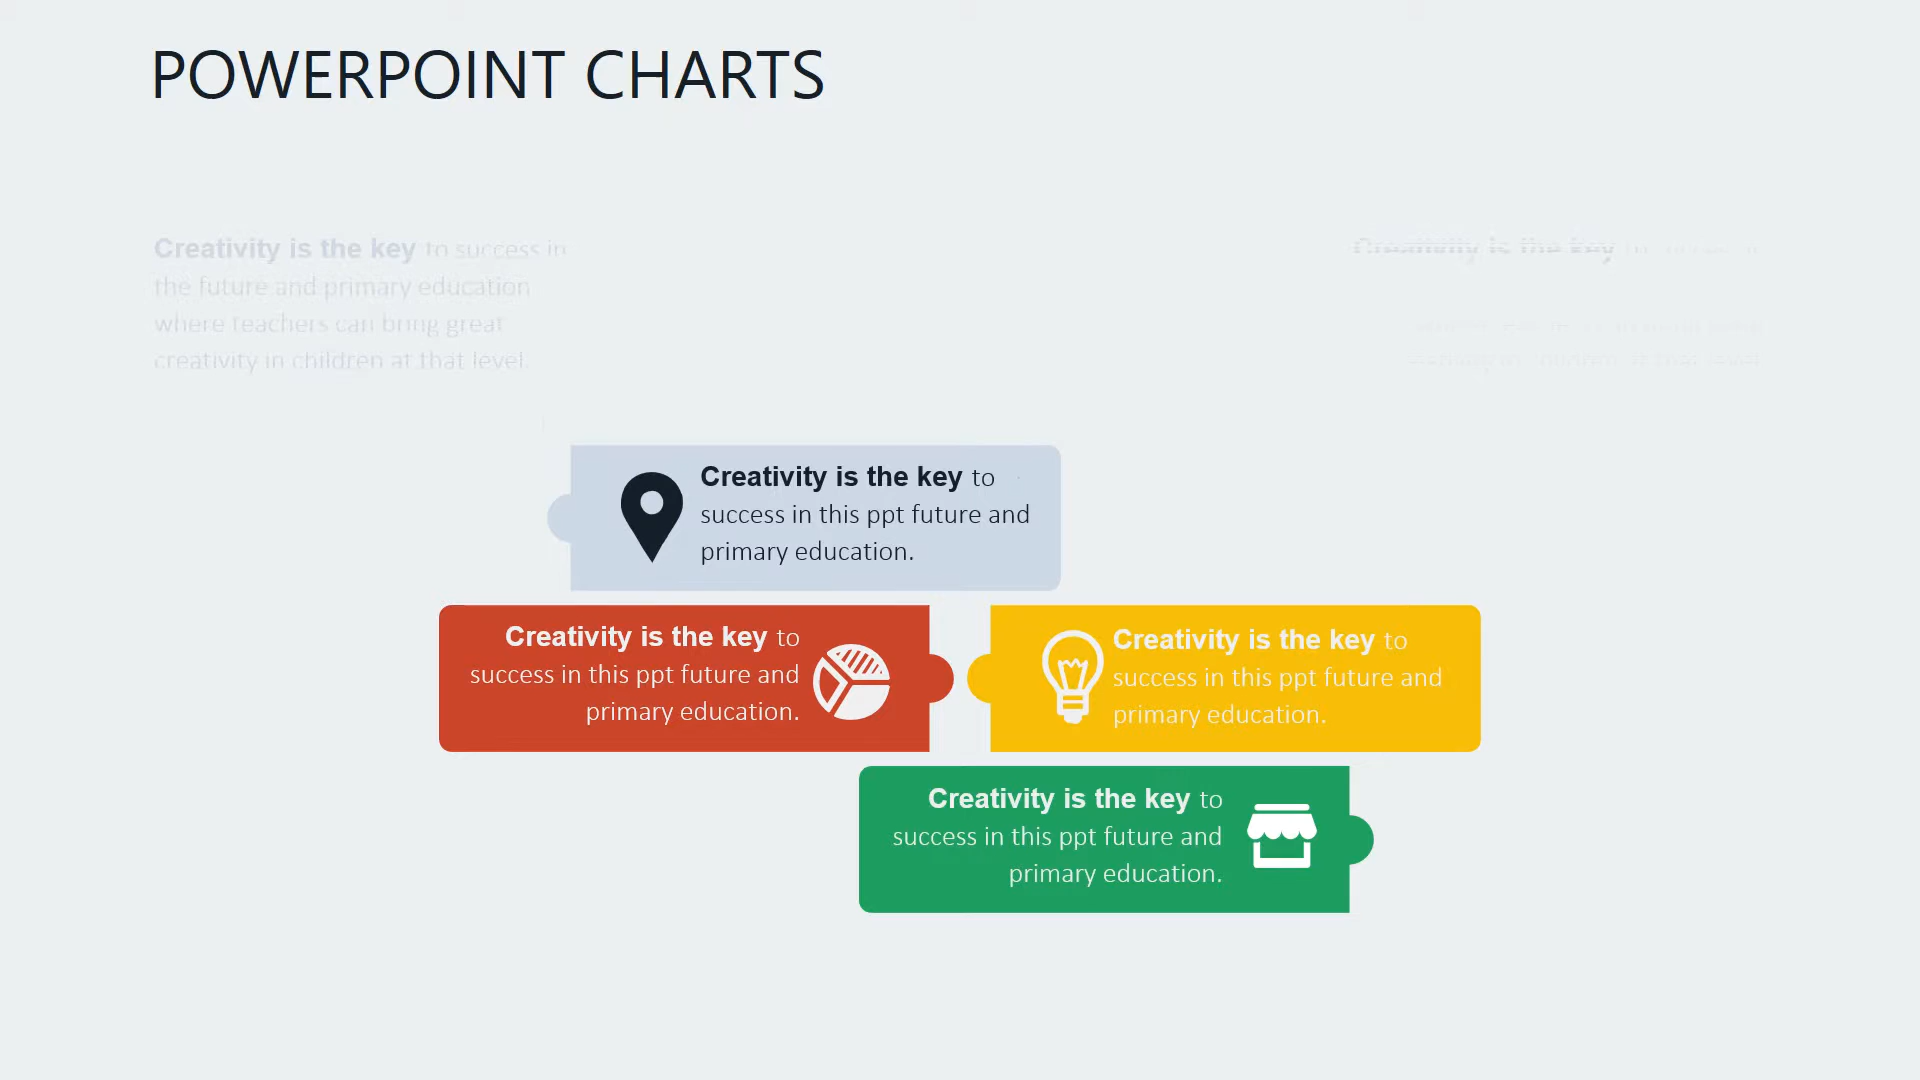 POWERPOINT CHARTS
Creativity is the key to success in
the future and primary education
where teachers can bring great
creativity in children at that level.
Creativity is the key
Creativity is the key to
success in this ppt future and
primary education.
Creativity is the key to
success in this ppt future and
primary education.
Creativity is the key to
success in this ppt future and
primary education.
Creativity is the key to
success in this ppt future and
primary education.